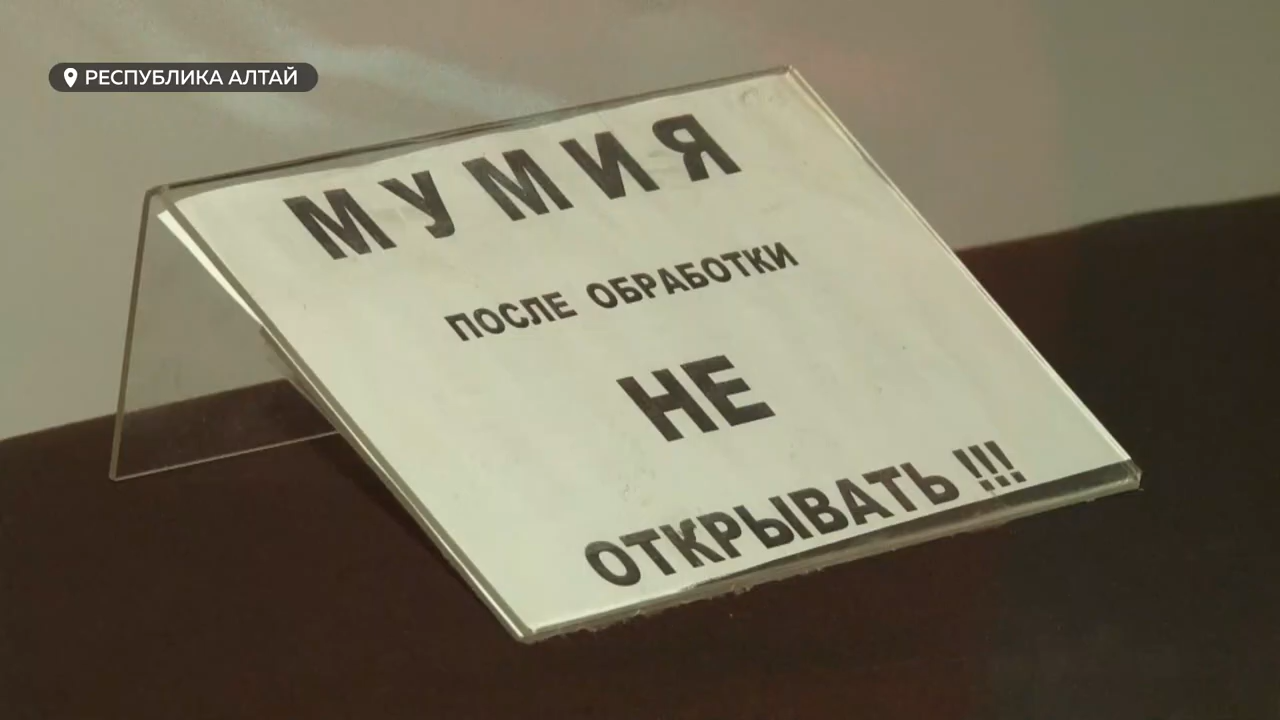 РЕСПУБЛИКА АЛТАЙ
МУМИЯ
ПОСЛЕ ОБРАБОТКИ
НЕ
ОТКРЫВАТЬ !!!